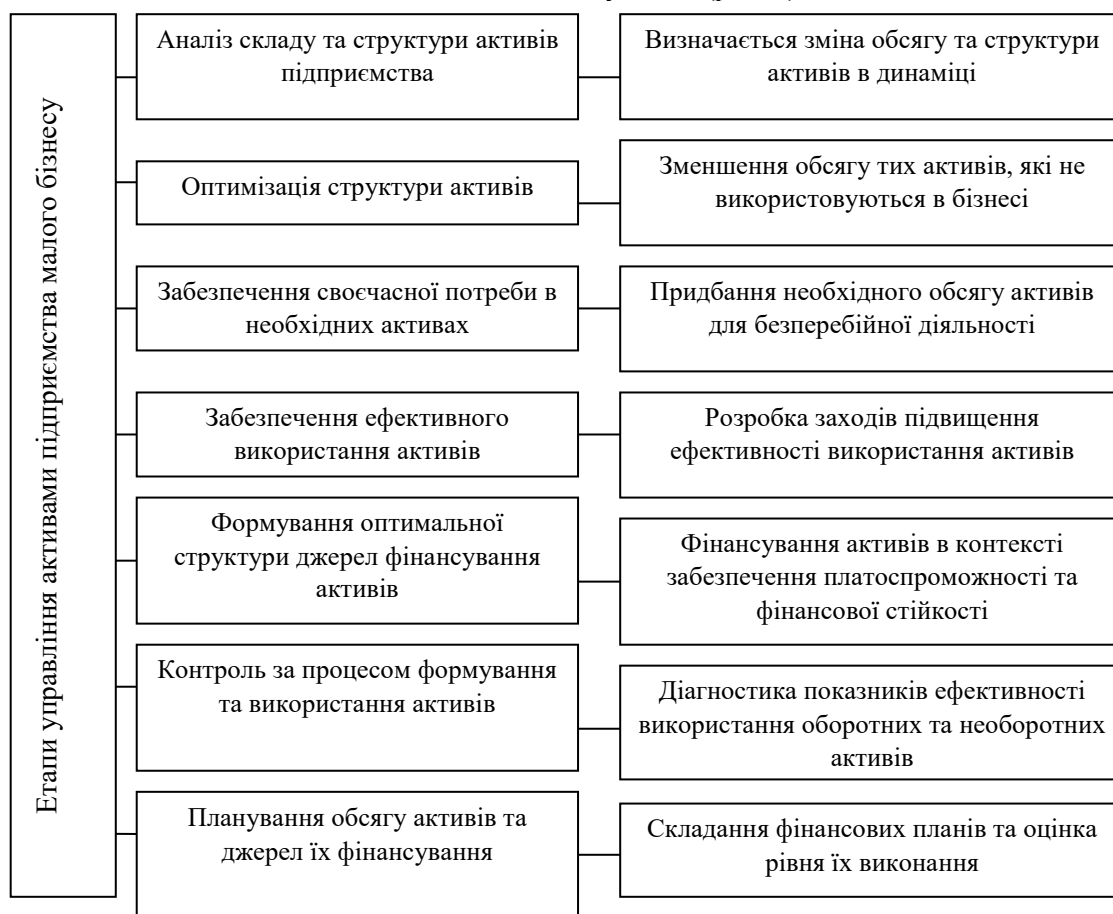 Етапи управління активами підприємства малого бізнесу
Аналіз складу та структури активів
підприємства
Визначається зміна обсягу та структури
активів в динаміці
Оптимізація структури активів
Зменшення обсягу тих активів, які не
використовуються в бізнесі
Забезпечення своєчасної потреби в
необхідних активах
Придбання необхідного обсягу активів
для безперебійної діяльності
Забезпечення ефективного
використання активів
Розробка заходів підвищення
ефективності використання активів
Формування оптимальної
структури джерел фінансування
активів
Фінансування активів в контексті
забезпечення платоспроможності та
фінансової стійкості
Контроль за процесом формування
та використання активів
Діагностика показників ефективності
використання оборотних та необоротних
активів
Планування обсягу активів та
джерел їх фінансування
Складання фінансових планів та оцінка
рівня їх виконання